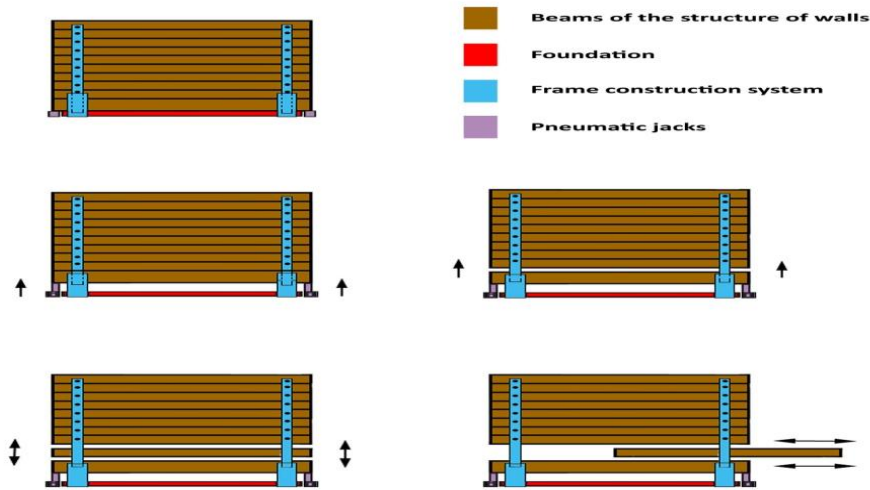 Beams of the structure of walls
Foundation
Frame construction system
Pneumatic jacks